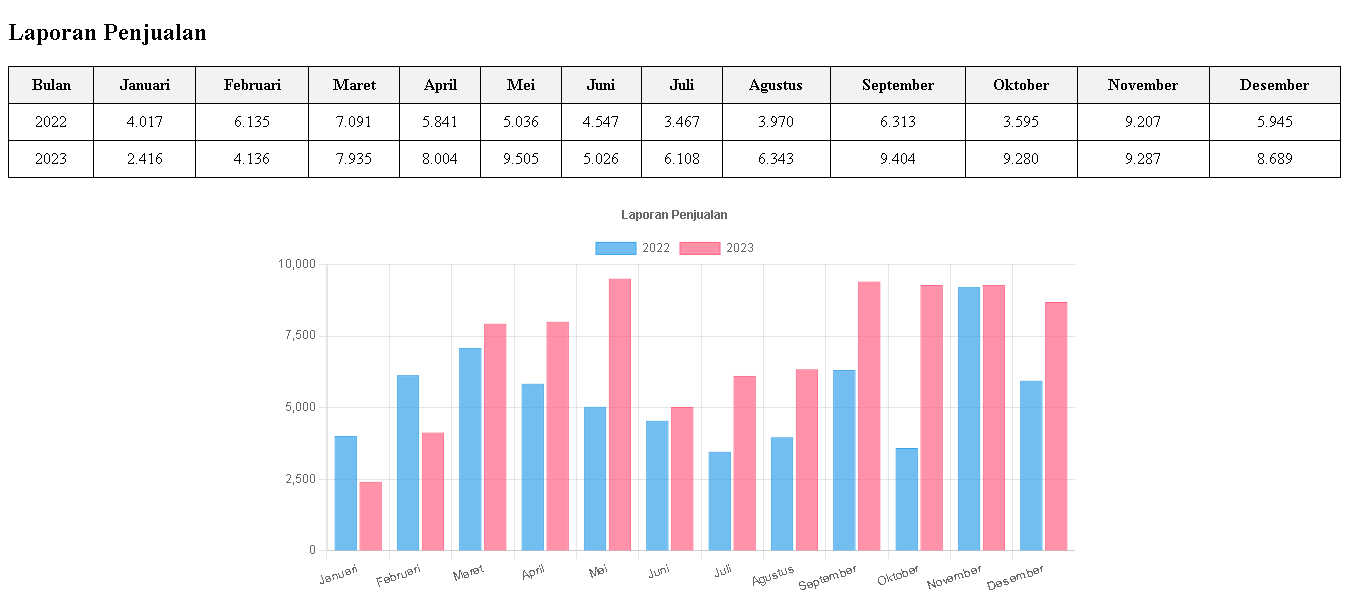 Laporan Penjualan
Bulan Januari Februari Maret April Mei Juni Juli Agustus September Oktober November Desember
2022 4.017 6.135 7.091 5.841 5.036 4.547 3.467 3.970 6.313 3.595 9.207 5.945
2023 2.416 4.136 7.935 8.004 9.505 5.026 6.108 6.343 9.404 9.280 9.287 8.689
Laporan Penjualan
2022 2023
10,000
7,500
5,000
2,500
0
Januari Februari Maret April Mei Juni Juli Agustus September Oktober November Desember